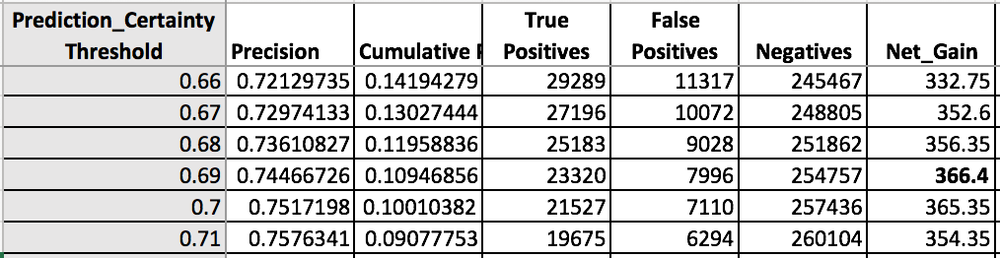 Prediction_Certainty Threshold Precision Cumulative True Positives False Positives Negatives Net_Gain
0.66 0.72129735 0.14194279 29289 11317 245467 332.75
0.67 0.72974133 0.13027444 27196 10072 248805 352.6
0.68 0.73610827 0.11958836 25183 9028 251862 356.35
0.69 0.74466726 0.10946856 23320 7996 254757 366.4
0.7 0.7517198 0.10010382 21527 7110 257436 365.35
0.71 0.7576341 0.09077753 19675 6294 260104 354.35